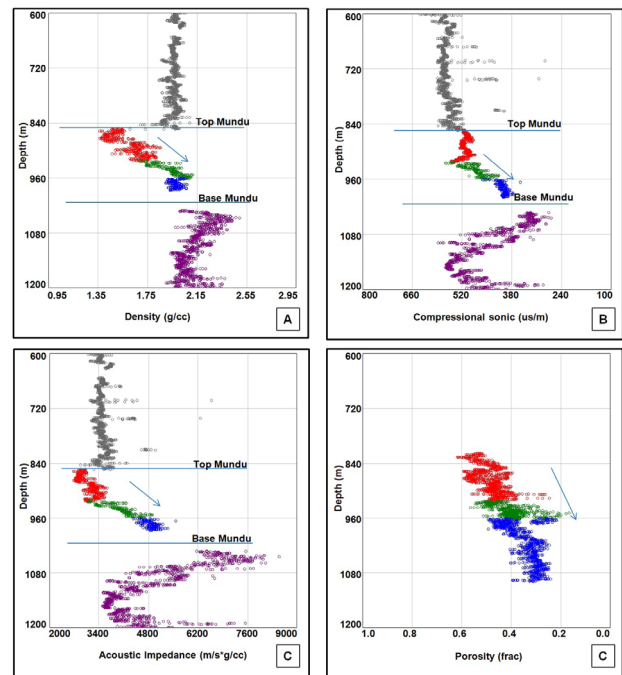 600
720
840
960
1080
1200
Depth (m)
Top Mundu
Base Mundu
0.95 1.35 1.75 2.15 2.55 2.95
Density (g/cc)
A
600
720
840
960
1080
1200
Depth (m)
Top Mundu
Base Mundu
800 660 520 380 240 100
Compressional sonic (us/m)
B
600
720
840
960
1080
1200
Depth (m)
Top Mundu
Base Mundu
2000 3400 4800 6200 7600 9000
Acoustic Impedance (m/s*g/cc)
C
600
720
840
960
1080
1200
Depth (m)
1.0 0.8 0.6 0.4 0.2 0.0
Porosity (frac)
C